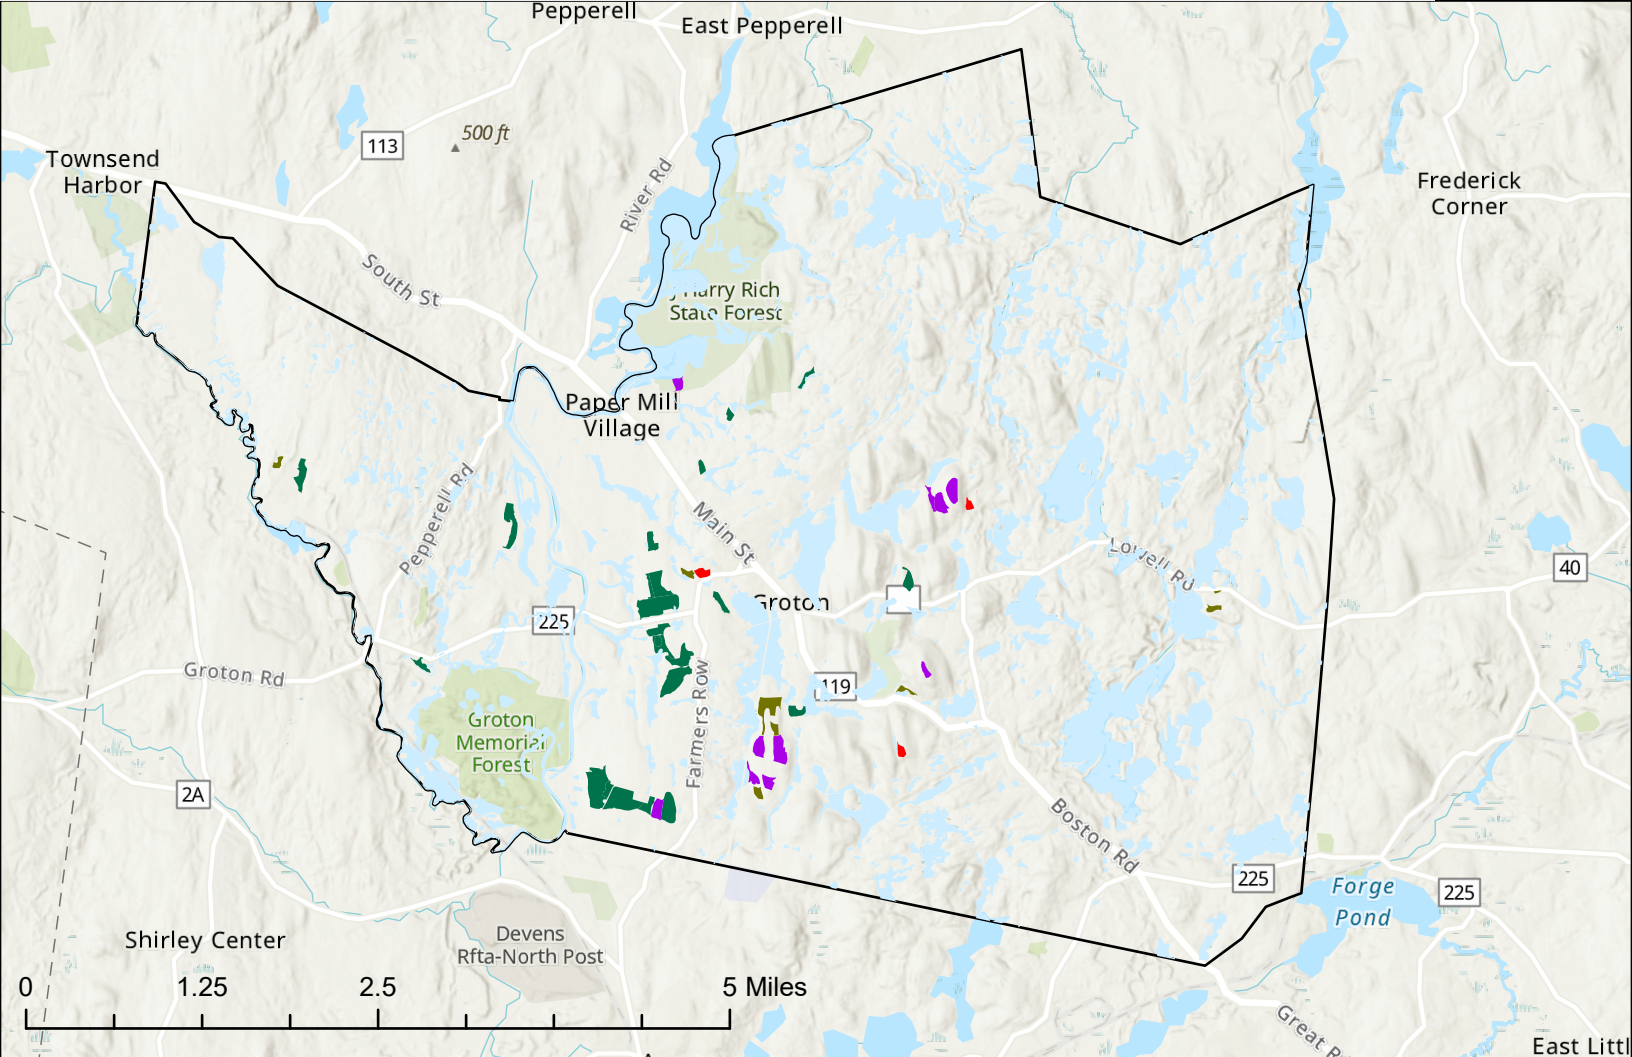 Pepperell
East Pepperell
500 ft
113
Townsend
Harbor
River Rd
Frederick
Corner
South St
Harry Rich
State Forest
Paper Mill
Village
Pepperell Rd
Main St
Lowell Rd
40
Groton
225
Groton Rd
119
Farmers Row
Groton
Memorial
Forest
2A
Boston Rd
225
Forge
Pond
225
Shirley Center
Devens
Rfta-North Post
0 1.25 2.5 5 Miles
Great R
East Littl